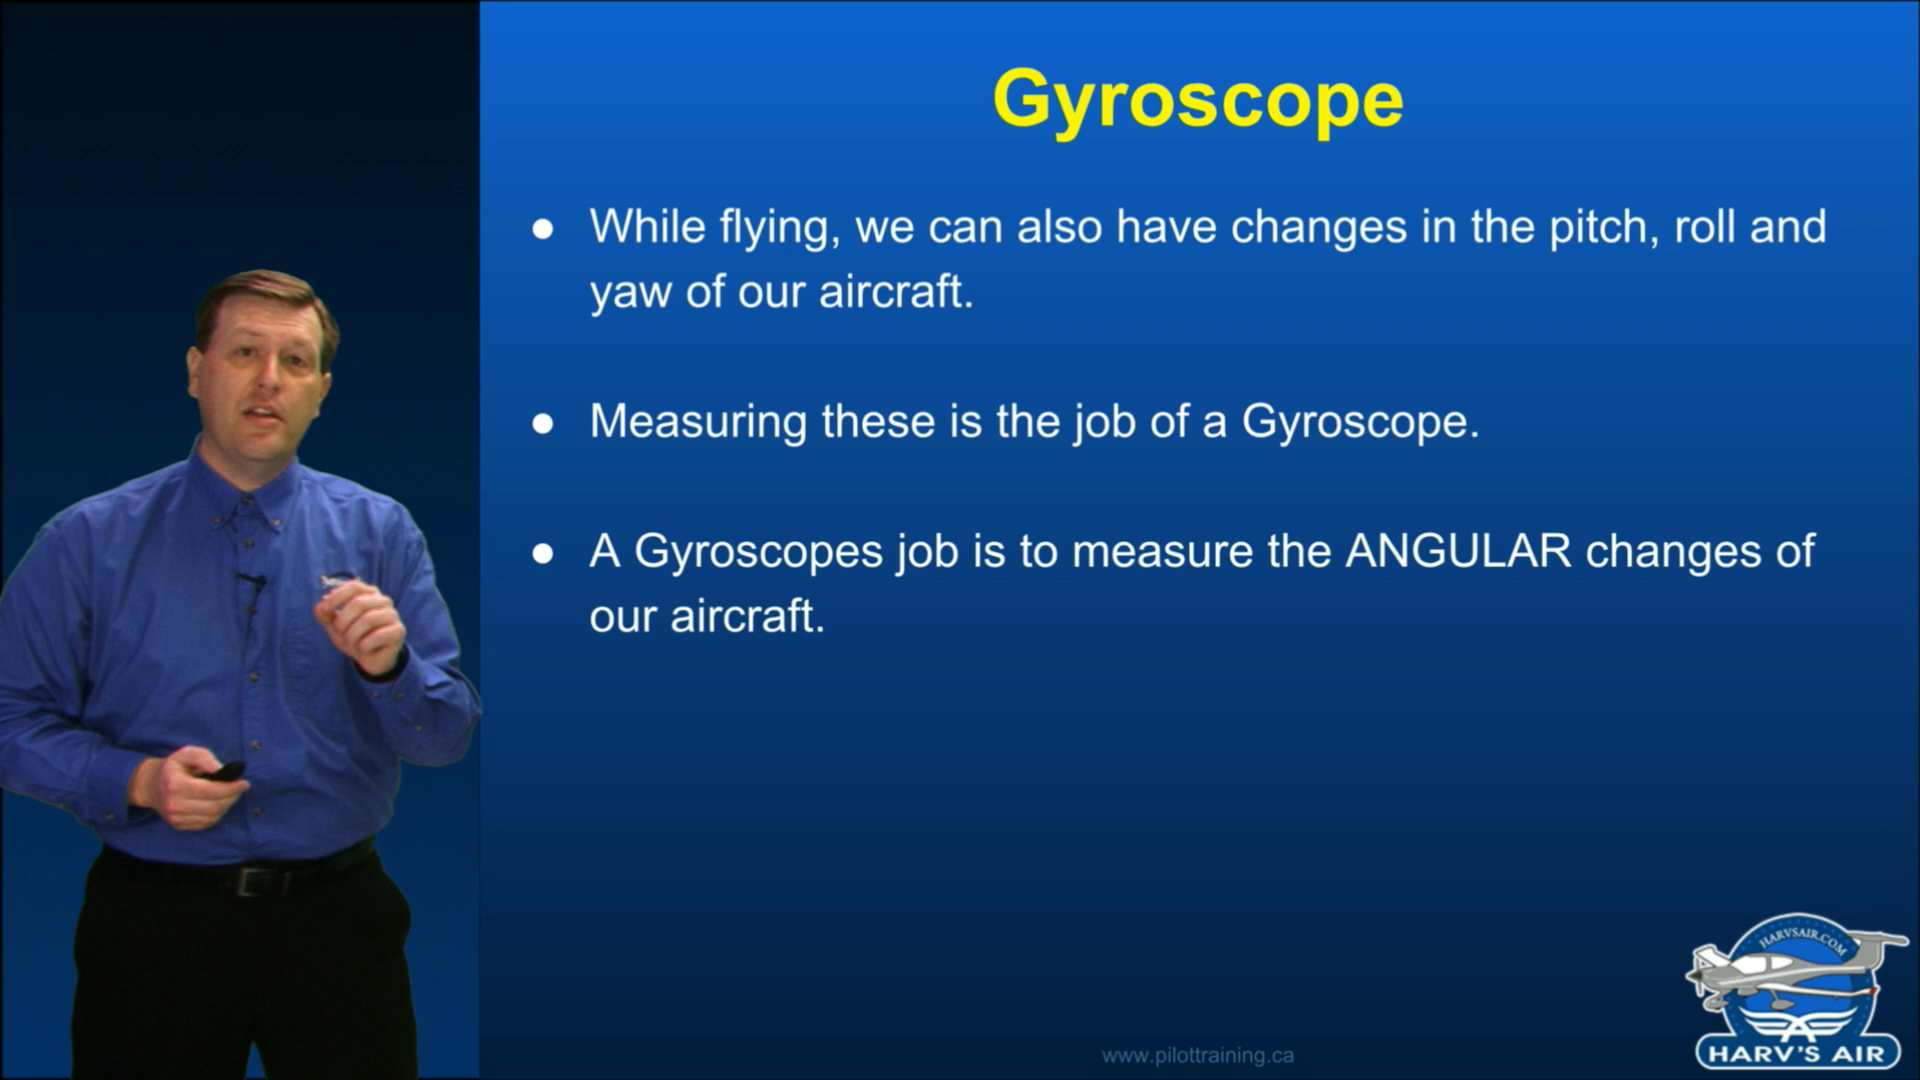 Gyroscope
● While flying, we can also have changes in the pitch, roll and
yaw of our aircraft.
● Measuring these is the job of a Gyroscope.
● A Gyroscopes job is to measure the ANGULAR changes of
our aircraft.
HARVSAIR.COM
HARV'S AIR
www.pilottraining.ca